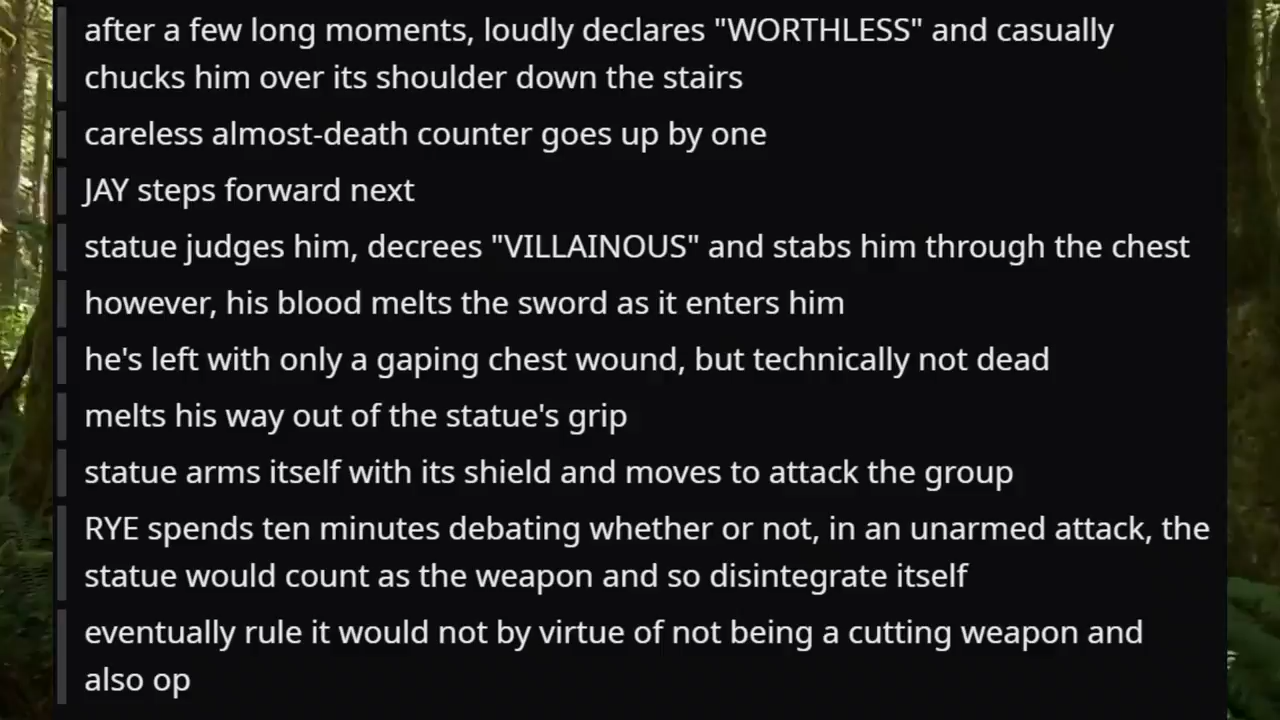 after a few long moments, loudly declares "WORTHLESS" and casually
chucks him over its shoulder down the stairs
careless almost-death counter goes up by one
JAY steps forward next
statue judges him, decrees "VILLAINOUS" and stabs him through the chest
however, his blood melts the sword as it enters him
he's left with only a gaping chest wound, but technically not dead
melts his way out of the statue's grip
statue arms itself with its shield and moves to attack the group
RYE spends ten minutes debating whether or not, in an unarmed attack, the
statue would count as the weapon and so disintegrate itself
eventually rule it would not by virtue of not being a cutting weapon and
also op